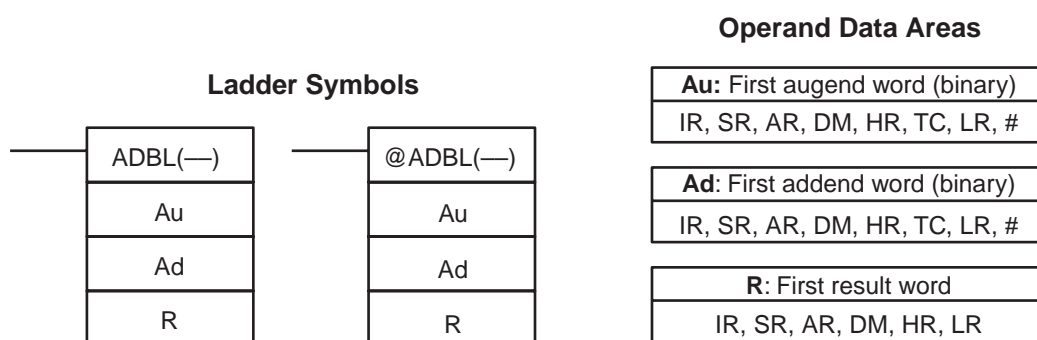 Ladder Symbols
ADBL(––)
Au
Ad
R
@ADBL(––)
Au
Ad
R
Operand Data Areas
Au: First augend word (binary)
IR, SR, AR, DM, HR, TC, LR, #
Ad: First addend word (binary)
IR, SR, AR, DM, HR, TC, LR, #
R: First result word
IR, SR, AR, DM, HR, LR